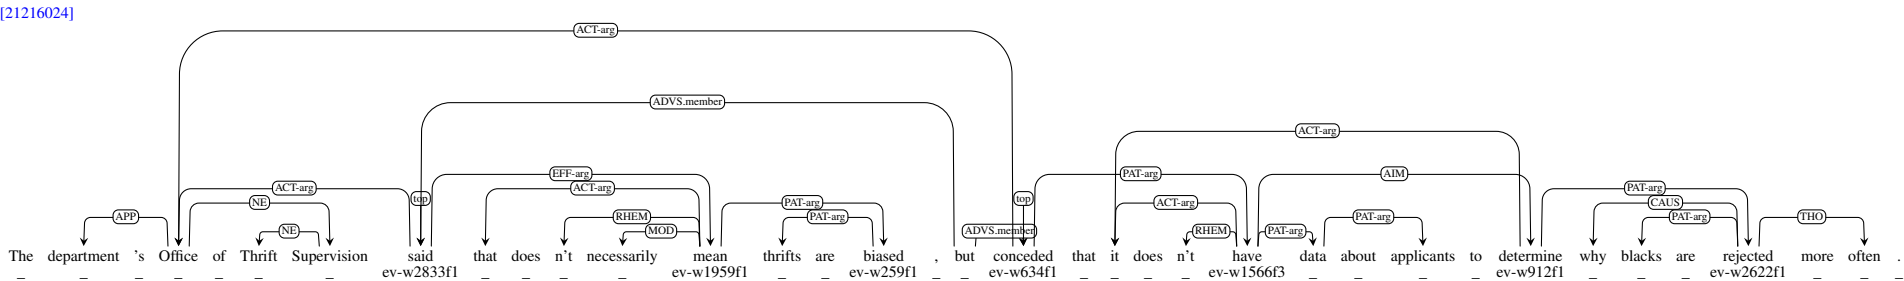 [21216024]
ACT-arg
ADVS.member
ACT-arg
EFF-arg PAT-arg AIM
ACT-arg ACT-arg PAT-arg
top top
NE PAT-arg ACT-arg CAUS
APP RHEM PAT-arg PAT-arg PAT-arg THO
NE MOD ADVS.member RHEM PAT-arg
The department 's Office of Thrift Supervision said that does n't necessarily mean thrifts are biased , but conceded that it does n't have data about applicants to determine why blacks are rejected more often .
_ _ _ _ _ _ _ ev-w2833f1 _ _ _ _ ev-w1959f1 _ _ ev-w259f1 _ _ ev-w634f1 _ _ _ _ ev-w1566f3 _ _ _ _ ev-w912f1 _ _ _ ev-w2622f1 _ _ _